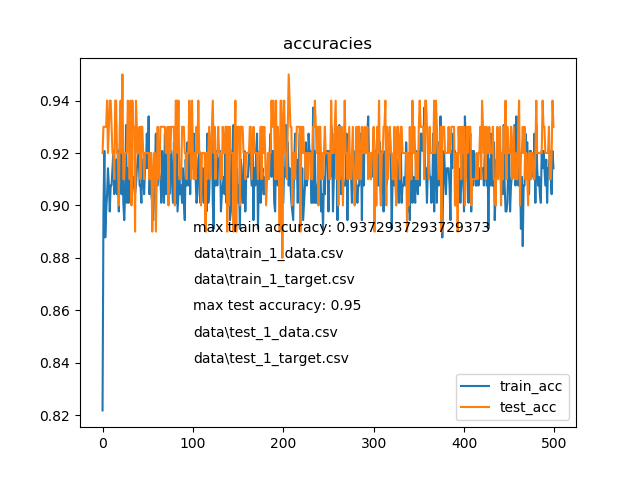 accuracies
0.94
0.92
0.90
0.88
0.86
0.84
0.82
max train accuracy: 0.9372937293729373
data\train_1_data.csv
data\train_1_target.csv
max test accuracy: 0.95
data\test_1_data.csv
data\test_1_target.csv
train_acc
test_acc
0 100 200 300 400 500